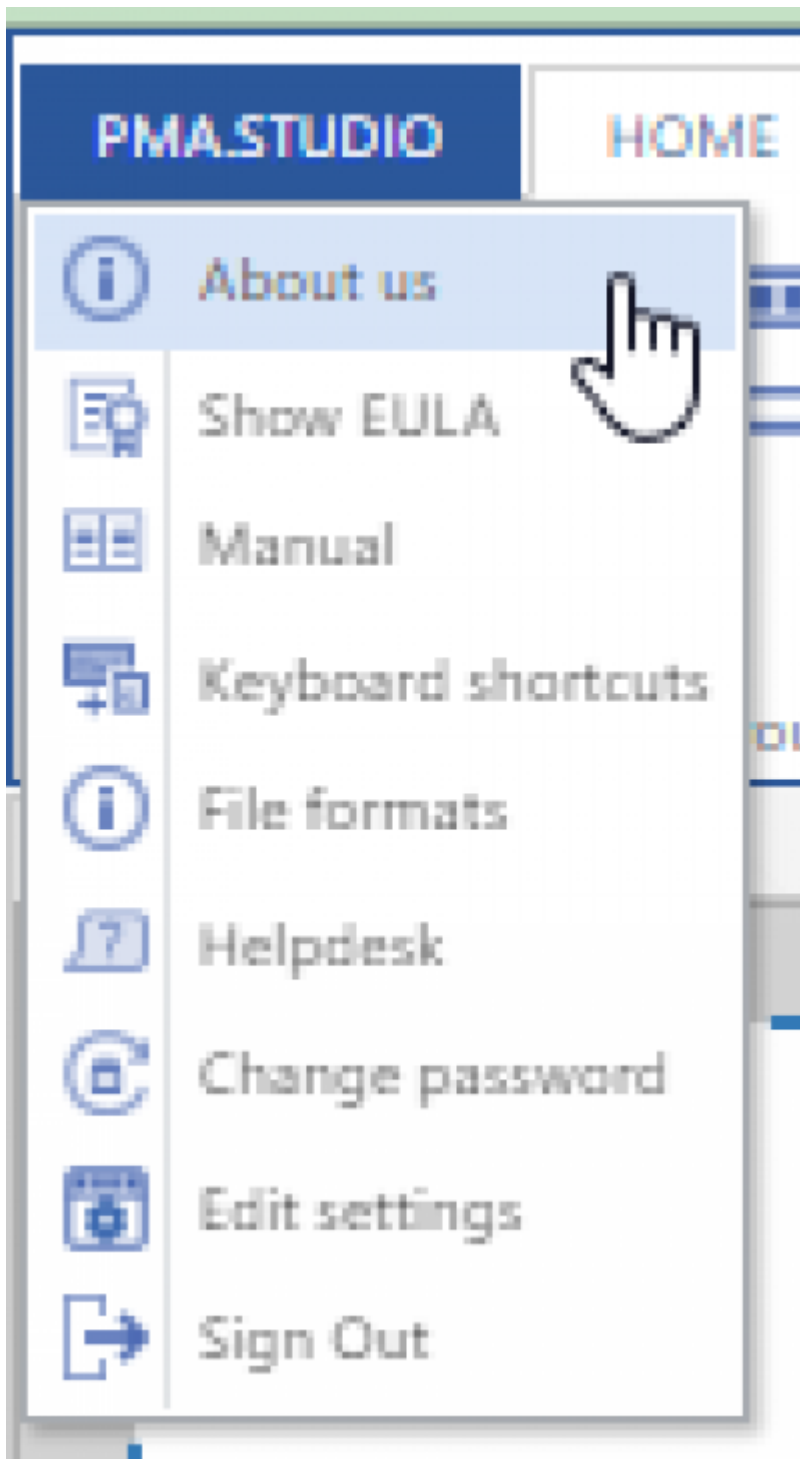 PMA.STUDIO HOME
About us
Show EULA
Manual
Keyboard shortcuts
File formats
Helpdesk
Change password
Edit settings
Sign Out